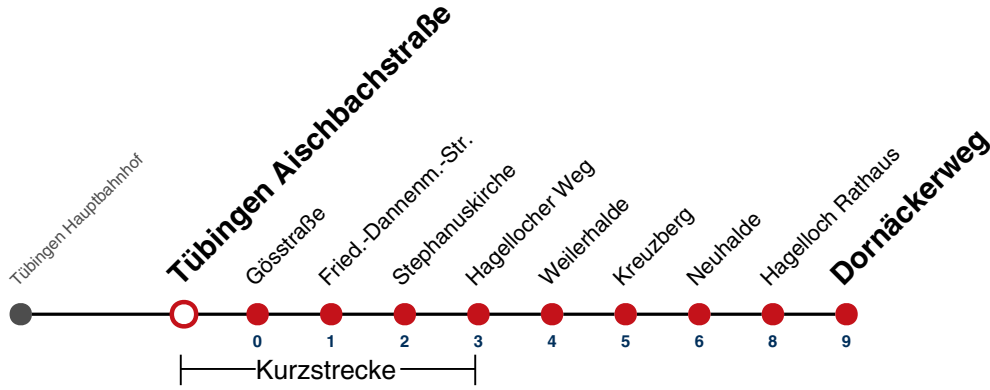 Tübingen Hauptbahnhof
Tübingen Aischbachstraße
Gösstraße
Fried.-Dannenm.-Str.
Stephanuskirche
Hagellocher Weg
Weilerhalde
Kreuzberg
Neuhalde
Hagelloch Rathaus
Dornäckerweg
0 1 2 3 4 5 6 8 9
Kurzstrecke